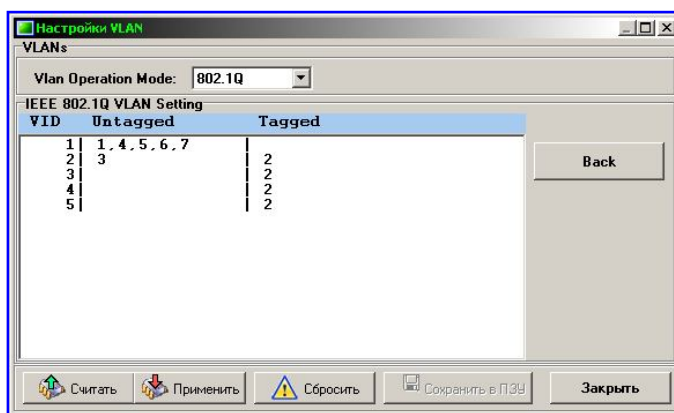 Настройки VLAN
VLANs
Vlan Operation Mode: 802.1Q
IEEE 802.1Q VLAN Setting
VID Untagged Tagged
1| 1,4,5,6,7 |
2| 3 | 2
3| | 2
4| | 2
5| | 2
Back
Считать Применить Сбросить Сохранить в ПЗУ Закрыть